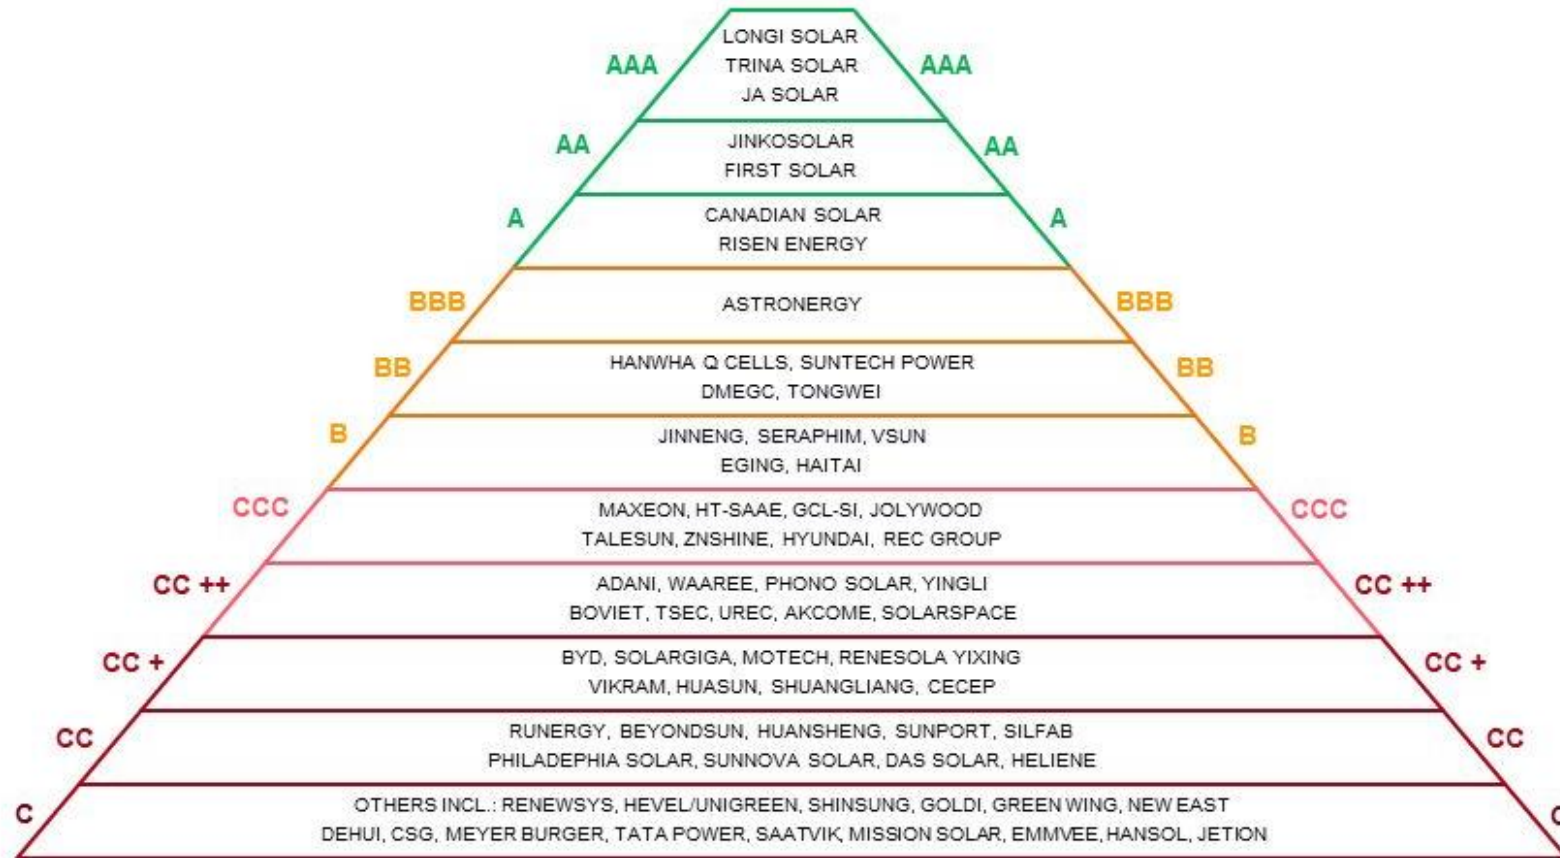 LONGI SOLAR
AAA TRINA SOLAR AAA
JA SOLAR
AA JINKOSOLAR AA
FIRST SOLAR
A CANADIAN SOLAR A
RISEN ENERGY
BBB ASTRONERGY BBB
HANWHA Q CELLS, SUNTECH POWER
BB DMEGC, TONGWEI BB
B JINNENG, SERAPHIM, VSUN B
EGING, HAITAI
CCC MAXEON, HT-SAAE, GCL-SI, JOLYWOOD CCC
TALESUN, ZNSHINE, HYUNDAI, REC GROUP
CC ++ ADANI, WAAREE, PHONO SOLAR, YINGLI CC ++
BOVIET, TSEC, UREC, AKCOME, SOLARSPACE
CC + BYD, SOLARGIGA, MOTECH, RENESOLA YIXING CC +
VIKRAM, HUASUN, SHUANGLIANG, CECEP
CC RUNERGY, BEYONDSUN, HUANSHENG, SUNPORT, SILFAB CC
PHILADEPHIA SOLAR, SUNNOVA SOLAR, DAS SOLAR, HELIENE
C OTHERS INCL.: RENEWSYS, HEVEL/UNIGREEN, SHINSUNG, GOLDI, GREEN WING, NEW EAST C
DEHUI, CSG, MEYER BURGER, TATA POWER, SAATVIK, MISSION SOLAR, EMMVEE, HANSOL, JETION